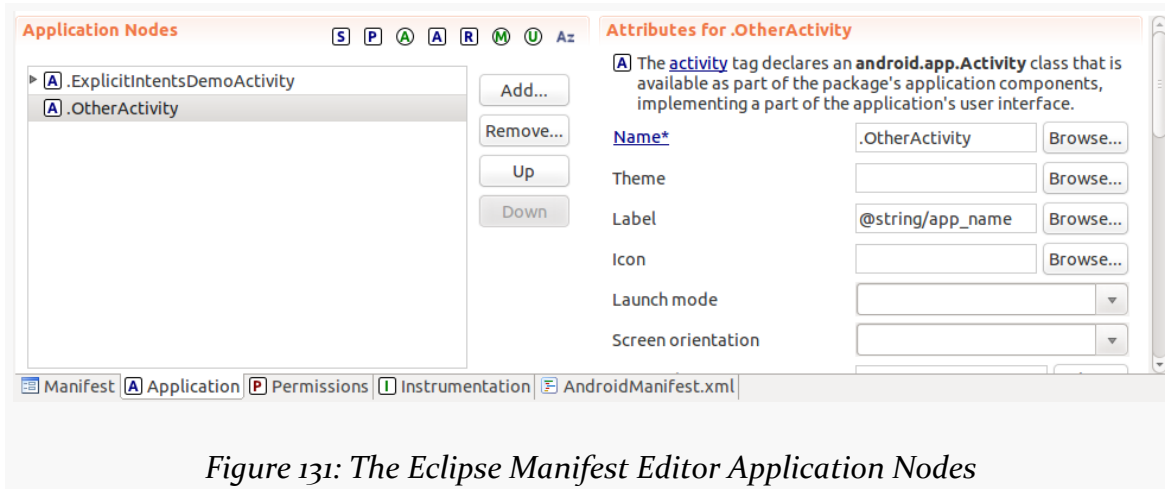 Application Nodes
S P A A R M U Az
A .ExplicitIntentsDemoActivity
A .OtherActivity
Add...
Remove...
Up
Down
Attributes for .OtherActivity
A The activity tag declares an android.app.Activity class that is
available as part of the package's application components,
implementing a part of the application's user interface.
Name* .OtherActivity Browse...
Theme Browse...
Label @string/app_name Browse...
Icon Browse...
Launch mode
Screen orientation
Manifest A Application P Permissions I Instrumentation F AndroidManifest.xml
Figure 131: The Eclipse Manifest Editor Application Nodes